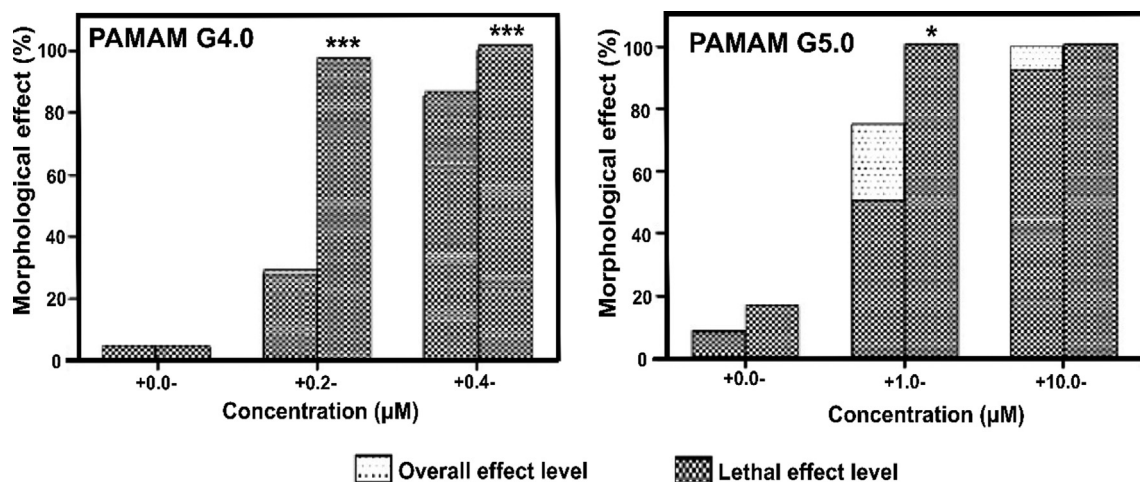 PAMAM G4.0
Morphological effect (%)
100
80
60
40
20
0
***
***
+0.0-
+0.2-
+0.4-
Concentration (µM)
PAMAM G5.0
Morphological effect (%)
100
80
60
40
20
0
*
+0.0-
+1.0-
+10.0-
Concentration (µM)
Overall effect level
Lethal effect level